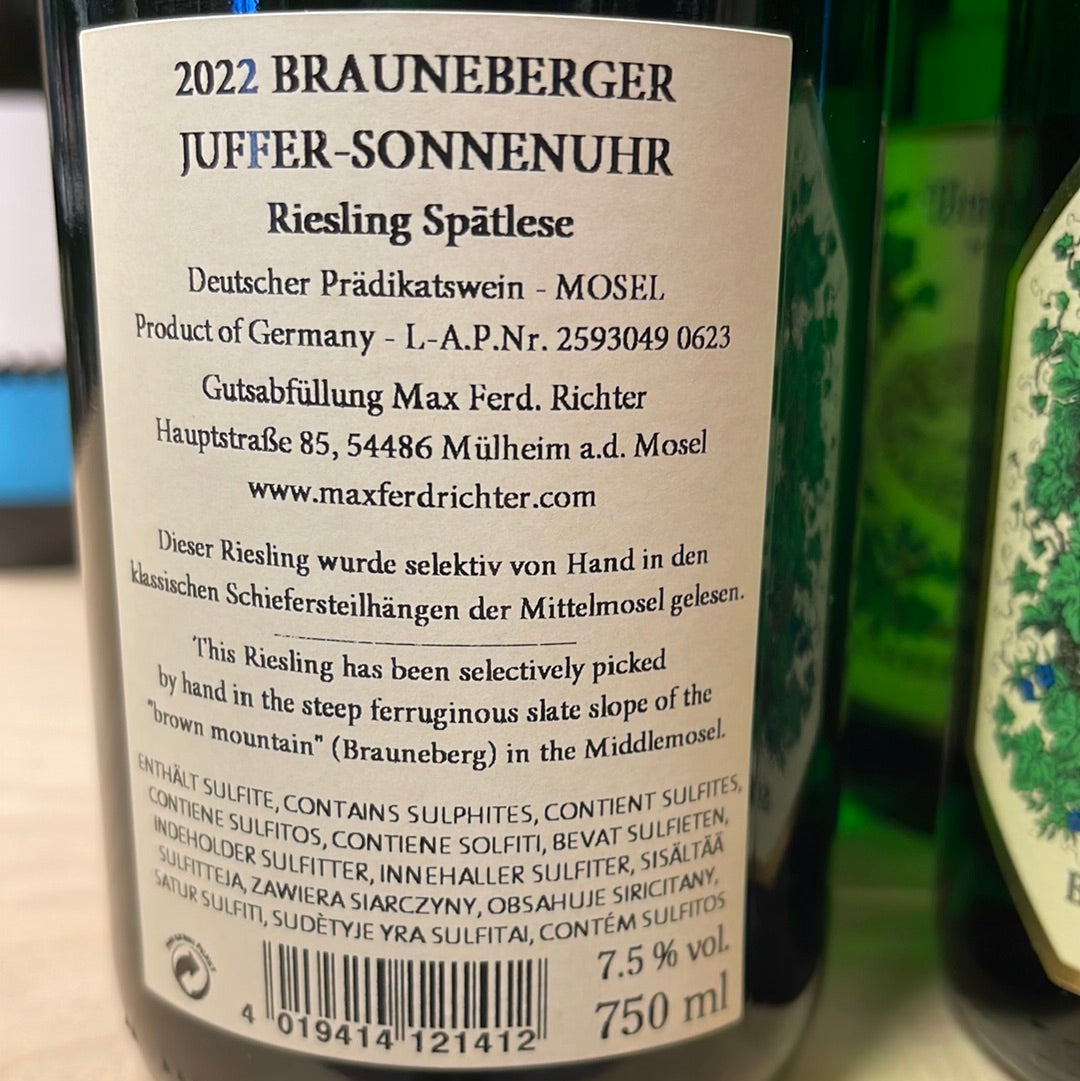 2022 BRAUNEBERGER
JUFFER-SONNENUHR
Riesling Spätlese
Deutscher Prädikatswein - MOSEL
Product of Germany - L-A.P.Nr. 2593049 0623
Gutsabfüllung Max Ferd. Richter
Hauptstraße 85, 54486 Mülheim a.d. Mosel
www.maxferdrichter.com
Dieser Riesling wurde selektiv von Hand in den
klassischen Schiefersteilhängen der Mittelmosel gelesen.
This Riesling has been selectively picked
by hand in the steep ferruginous slate slope of the
"brown mountain" (Brauneberg) in the Middlemosel.
ENTHÄLT SULFITE, CONTAINS SULPHITES, CONTIENT SULFITES,
CONTIENE SULFITOS, CONTIENE SOLFITI, BEVAT SULFIETEN,
INDEHOLDER SULFITTER, INNEHALLER SULFITER, SISÄLTÄÄ
SULFITTEJA, ZAWIERA SIARCZYNY, OBSAHUJE SIRICITANY,
SATUR SULFITI, SUDĖTYJE YRA SULFITAI, CONTÉM SULFITOS
7.5 % vol.
750 ml
4 019414 121412